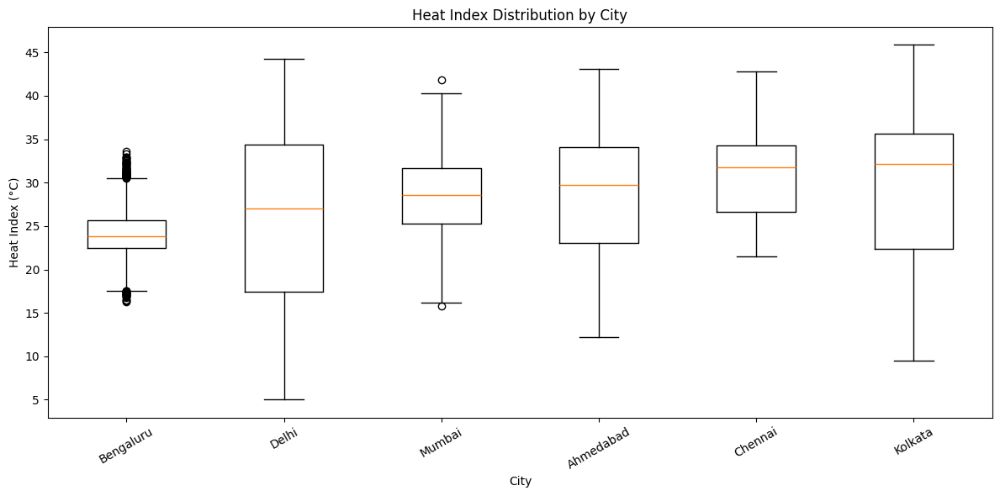 Heat Index Distribution by City
Heat Index (°C)
45
40
35
30
25
20
15
10
5
Bengaluru
Delhi
Mumbai
Ahmedabad
Chennai
Kolkata
City